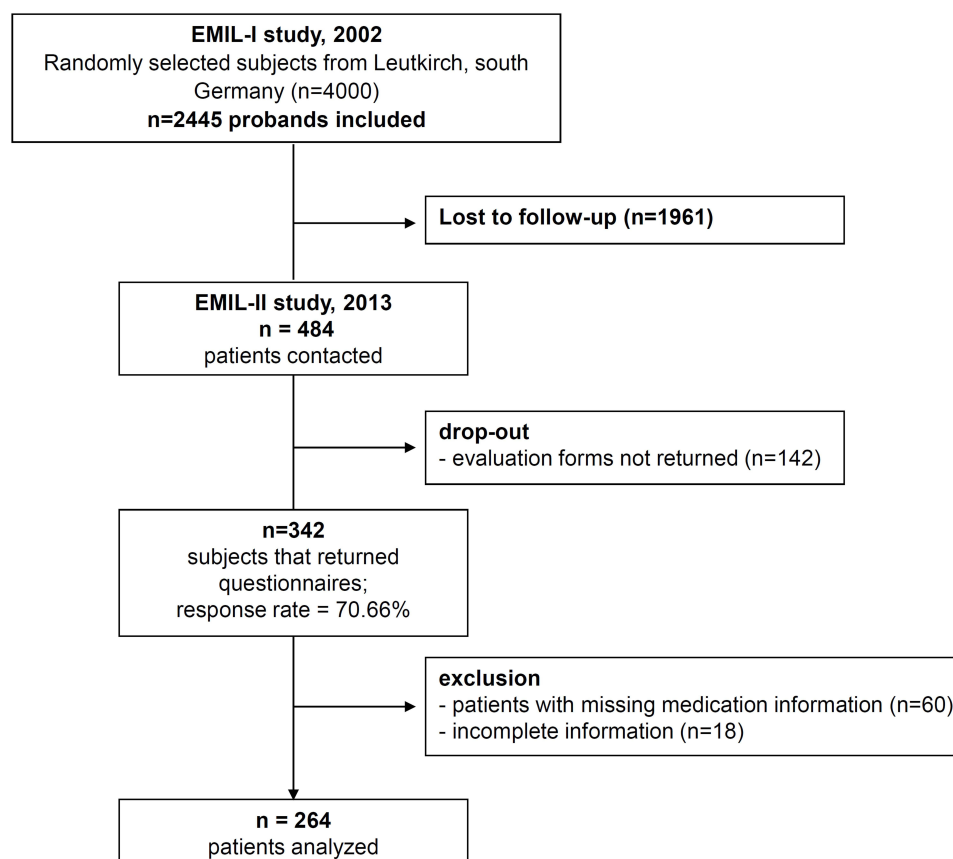 EMIL-I study, 2002
Randomly selected subjects from Leutkirch, south
Germany (n=4000)
n=2445 probands included
Lost to follow-up (n=1961)
EMIL-II study, 2013
n = 484
patients contacted
drop-out
- evaluation forms not returned (n=142)
n=342
subjects that returned
questionnaires;
response rate = 70.66%
exclusion
- patients with missing medication information (n=60)
- incomplete information (n=18)
n = 264
patients analyzed